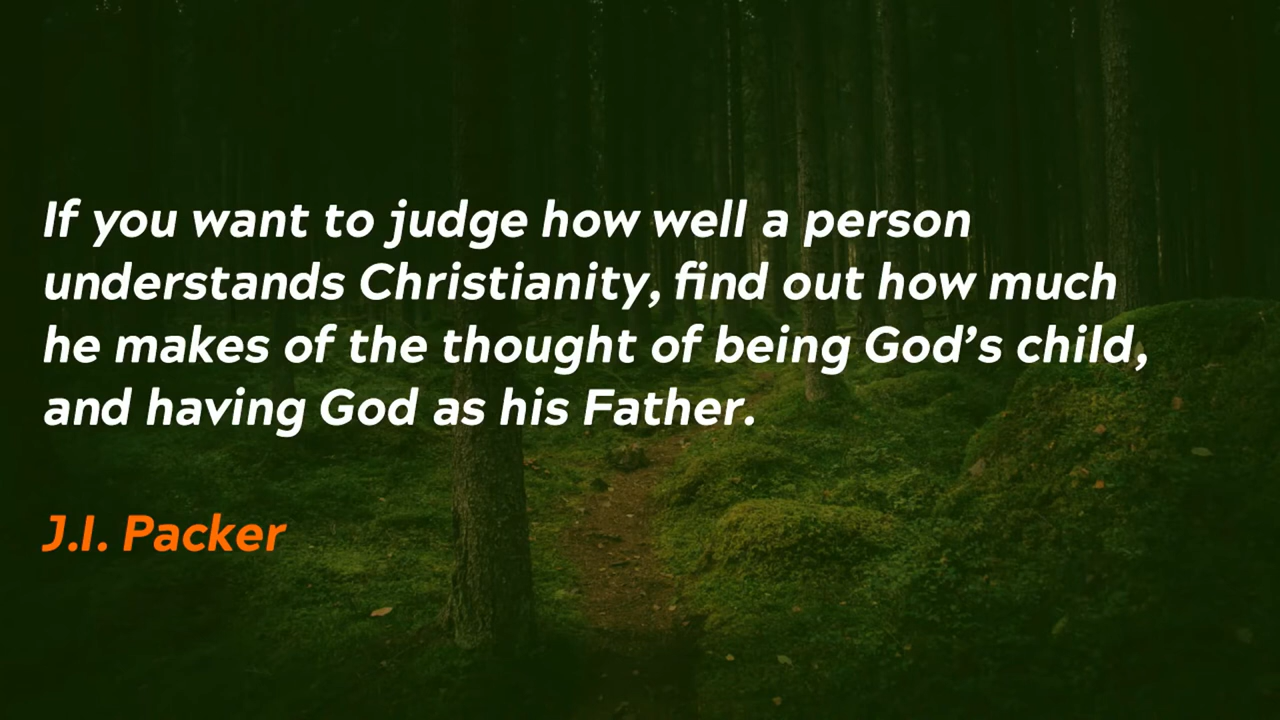 If you want to judge how well a person
understands Christianity, find out how much
he makes of the thought of being God’s child,
and having God as his Father.
J.I. Packer